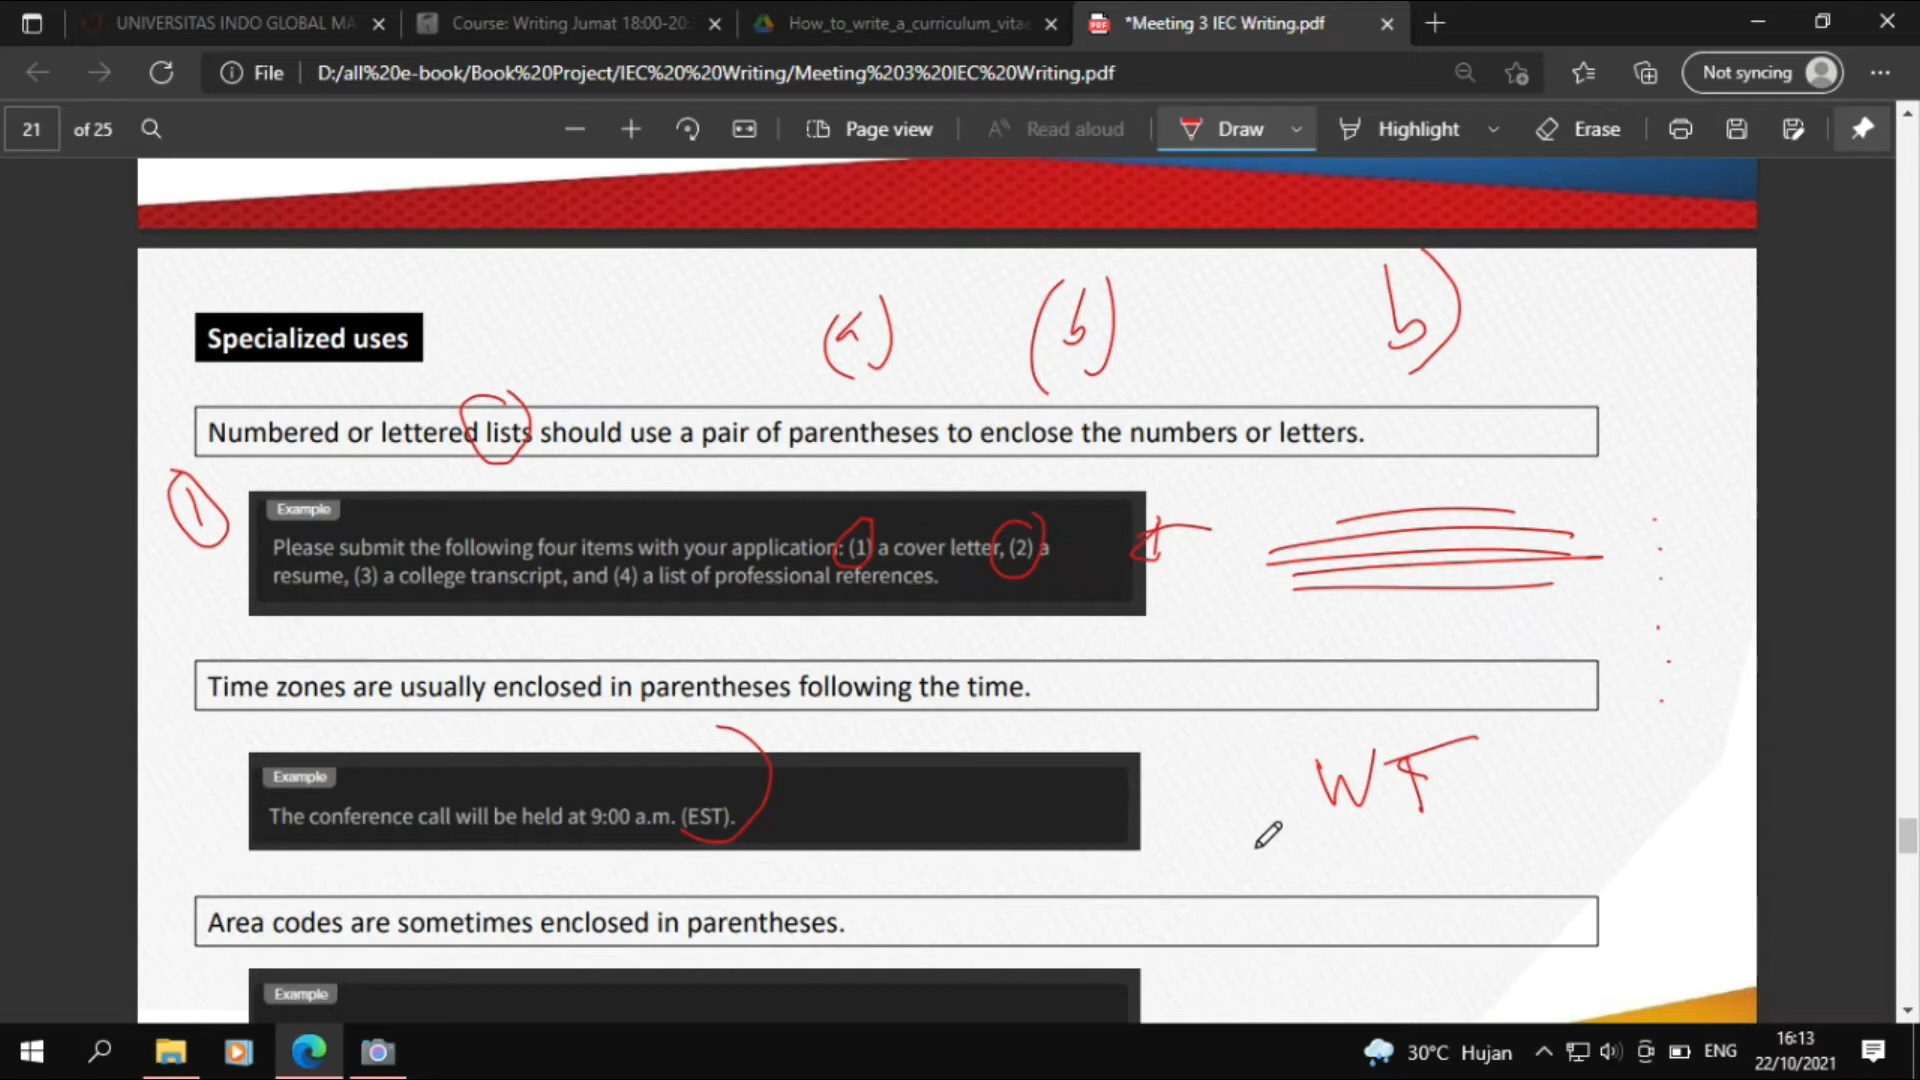 UNIVERSITAS INDO GLOBAL MA
Course: Writing Jumat 18:00-20:
How_to_write_a_curriculum_vitae
*Meeting 3 IEC Writing.pdf
File
D:/all%20e-book/Book%20Project/IEC%20%20Writing/Meeting%203%20IEC%20Writing.pdf
Not syncing
21 of 25
Page view
Read aloud
Draw
Highlight
Erase
(a) (b) b)
Specialized uses
Numbered or lettered lists should use a pair of parentheses to enclose the numbers or letters.
1
Example
Please submit the following four items with your application: (1) a cover letter, (2) a
resume, (3) a college transcript, and (4) a list of professional references.
Time zones are usually enclosed in parentheses following the time.
Example
The conference call will be held at 9:00 a.m. (EST).
Area codes are sometimes enclosed in parentheses.
Example
30°C Hujan
ENG
16:13
22/10/2021